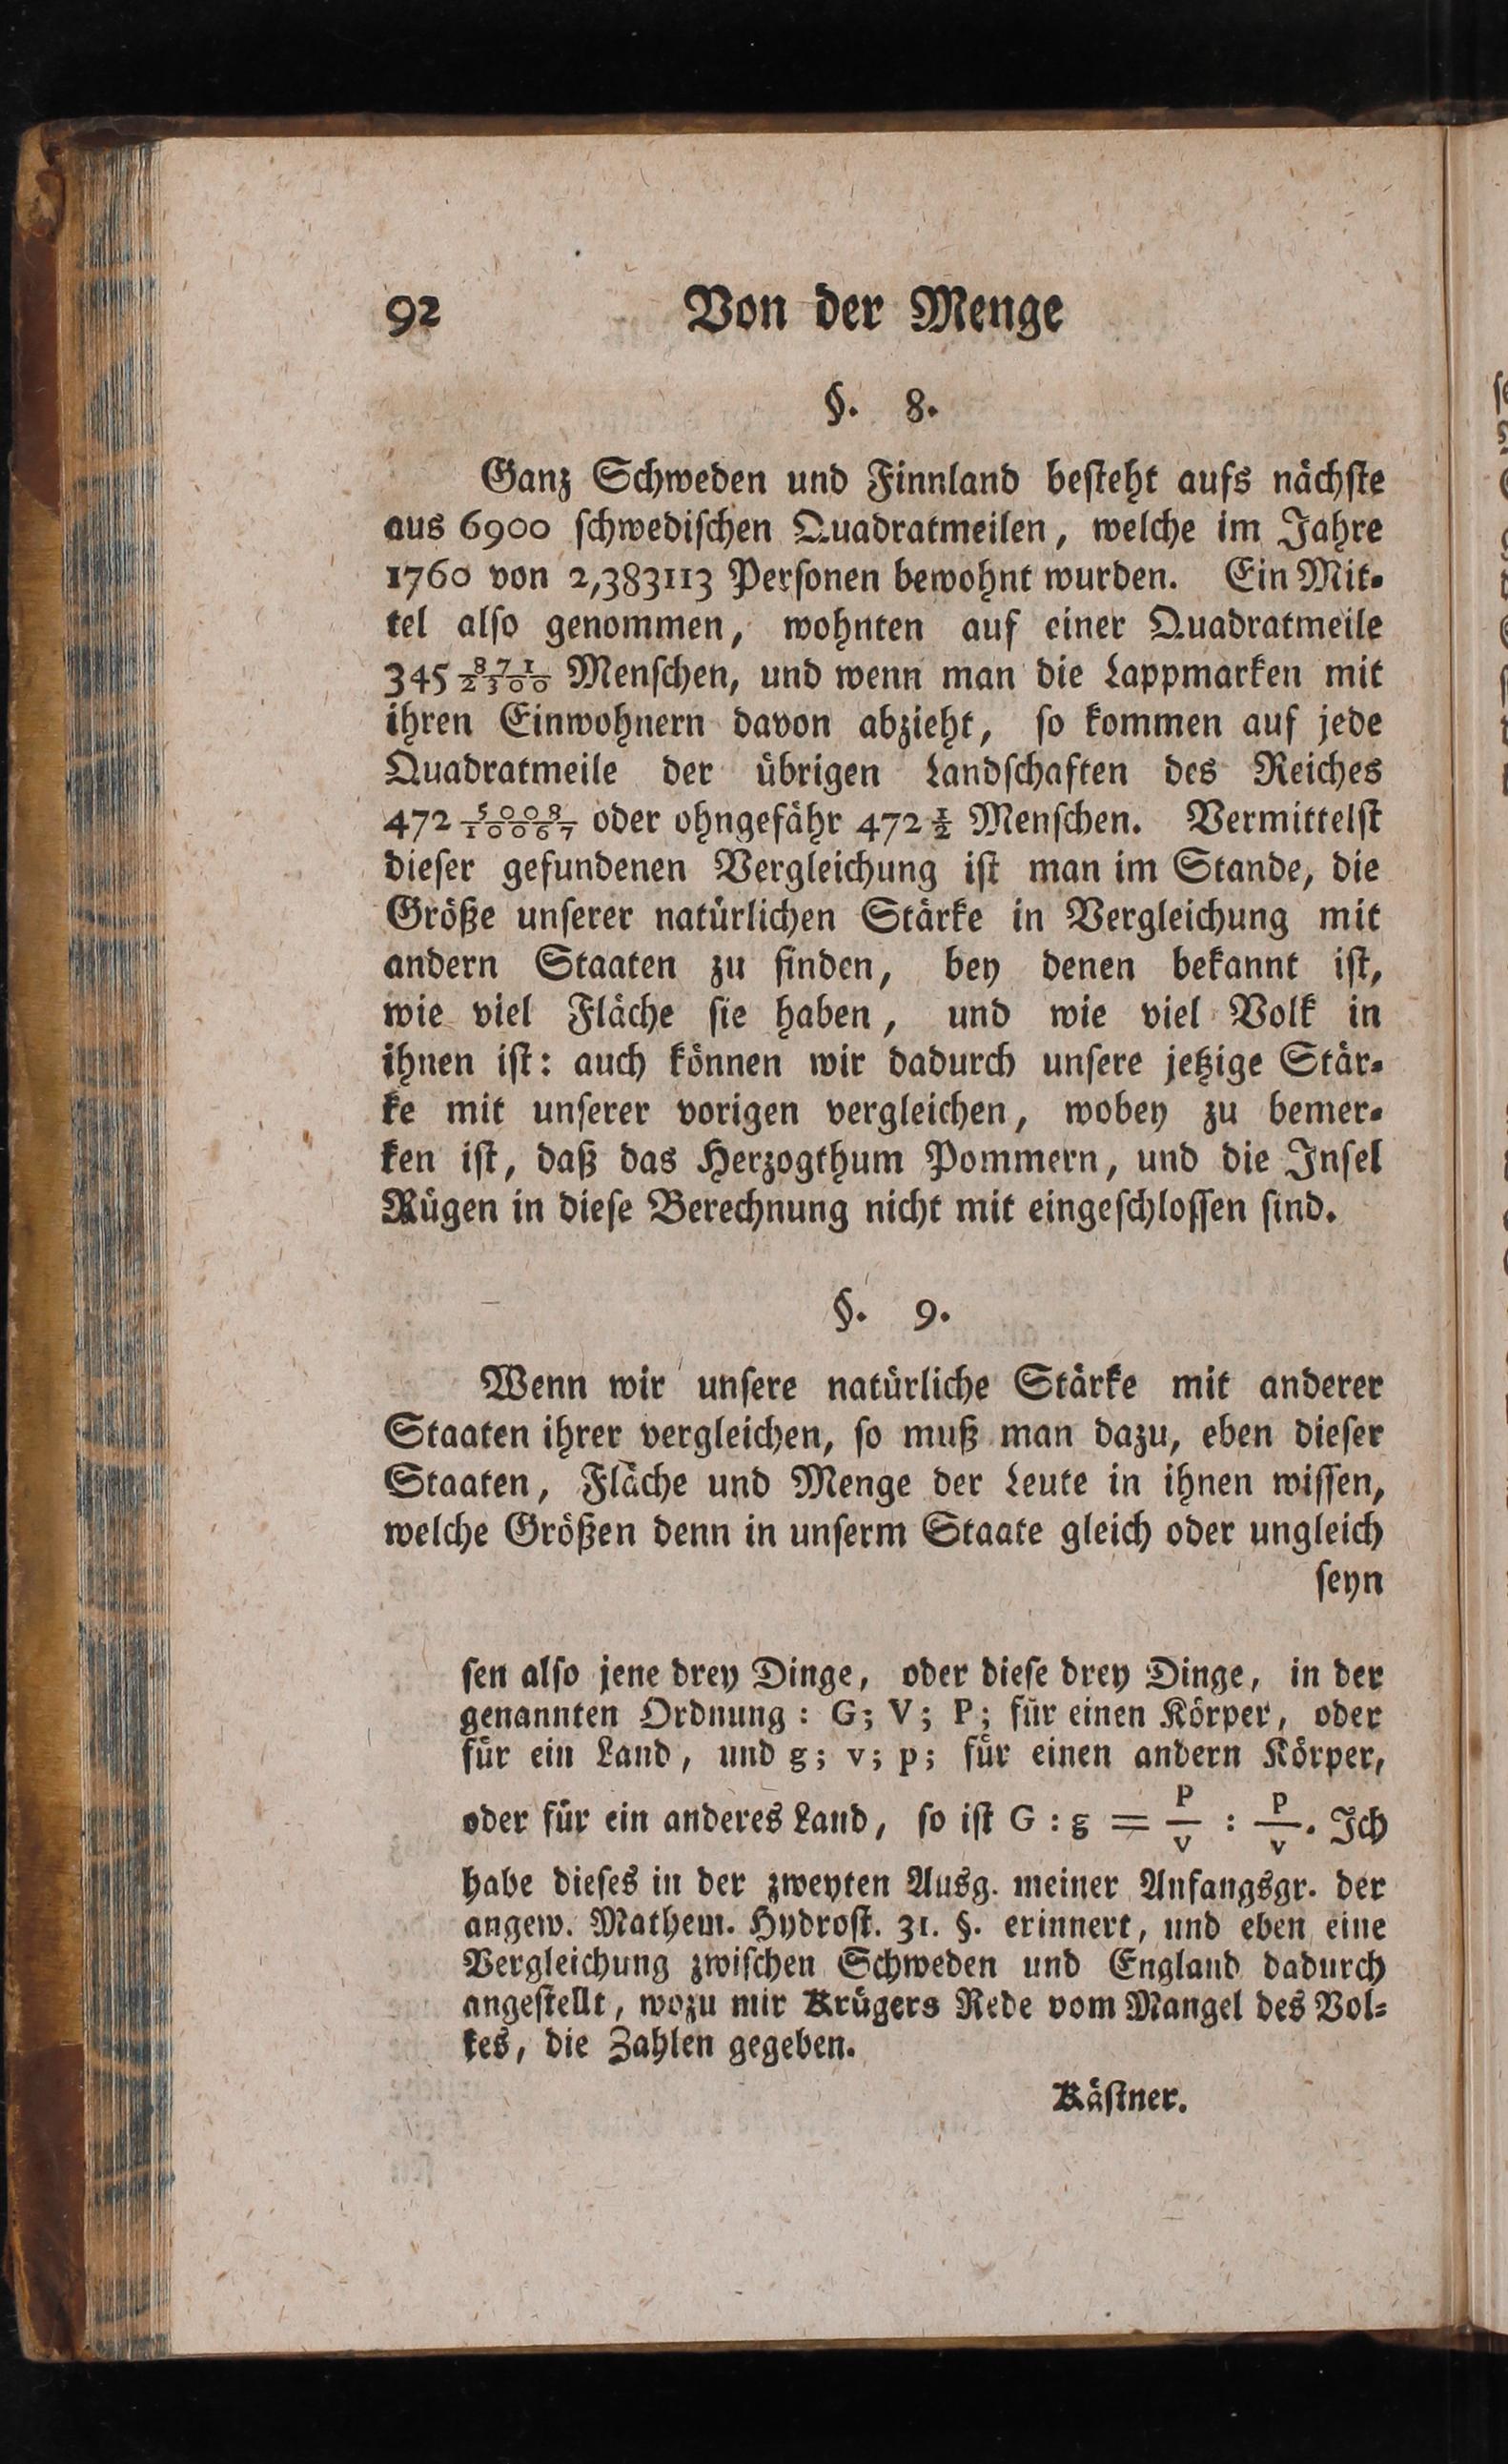 92 Von der Menge
§. 8.
Ganz Schweden und Finnland beſteht aufs nächſte
aus 6900 ſchwediſchen Quadratmeilen, welche im Jahre
1760 von 2,383113 Perſonen bewohnt wurden. Ein Mit-
tel alſo genommen, wohnten auf einer Quadratmeile
345 871/2300 Menſchen, und wenn man die Lappmarken mit
ihren Einwohnern davon abzieht, ſo kommen auf jede
Quadratmeile der übrigen Landſchaften des Reiches
472 5008/10067 oder ohngefähr 472 1/2 Menſchen. Vermittelſt
dieſer gefundenen Vergleichung iſt man im Stande, die
Größe unſerer natürlichen Stärke in Vergleichung mit
andern Staaten zu finden, bey denen bekannt iſt,
wie viel Fläche ſie haben, und wie viel Volk in
ihnen iſt: auch können wir dadurch unſere jetzige Stär-
ke mit unſerer vorigen vergleichen, wobey zu bemer-
ken iſt, daß das Herzogthum Pommern, und die Inſel
Rügen in dieſe Berechnung nicht mit eingeſchloſſen ſind.
§. 9.
Wenn wir unſere natürliche Stärke mit anderer
Staaten ihrer vergleichen, ſo muß man dazu, eben dieſer
Staaten, Fläche und Menge der Leute in ihnen wiſſen,
welche Größen denn in unſerm Staate gleich oder ungleich
ſeyn
ſen alſo jene drey Dinge, oder dieſe drey Dinge, in der
genannten Ordnung: G; V; P; für einen Körper, oder
für ein Land, und g; v; p; für einen andern Körper,
oder für ein anderes Land, ſo iſt G : g = P/V : p/v. Ich
habe dieſes in der zweyten Ausg. meiner Anfangsgr. der
angew. Mathem. Hydroſt. 31. §. erinnert, und eben eine
Vergleichung zwiſchen Schweden und England dadurch
angeſtellt, wozu mir Krügers Rede vom Mangel des Vol-
kes, die Zahlen gegeben.
Käſtner.